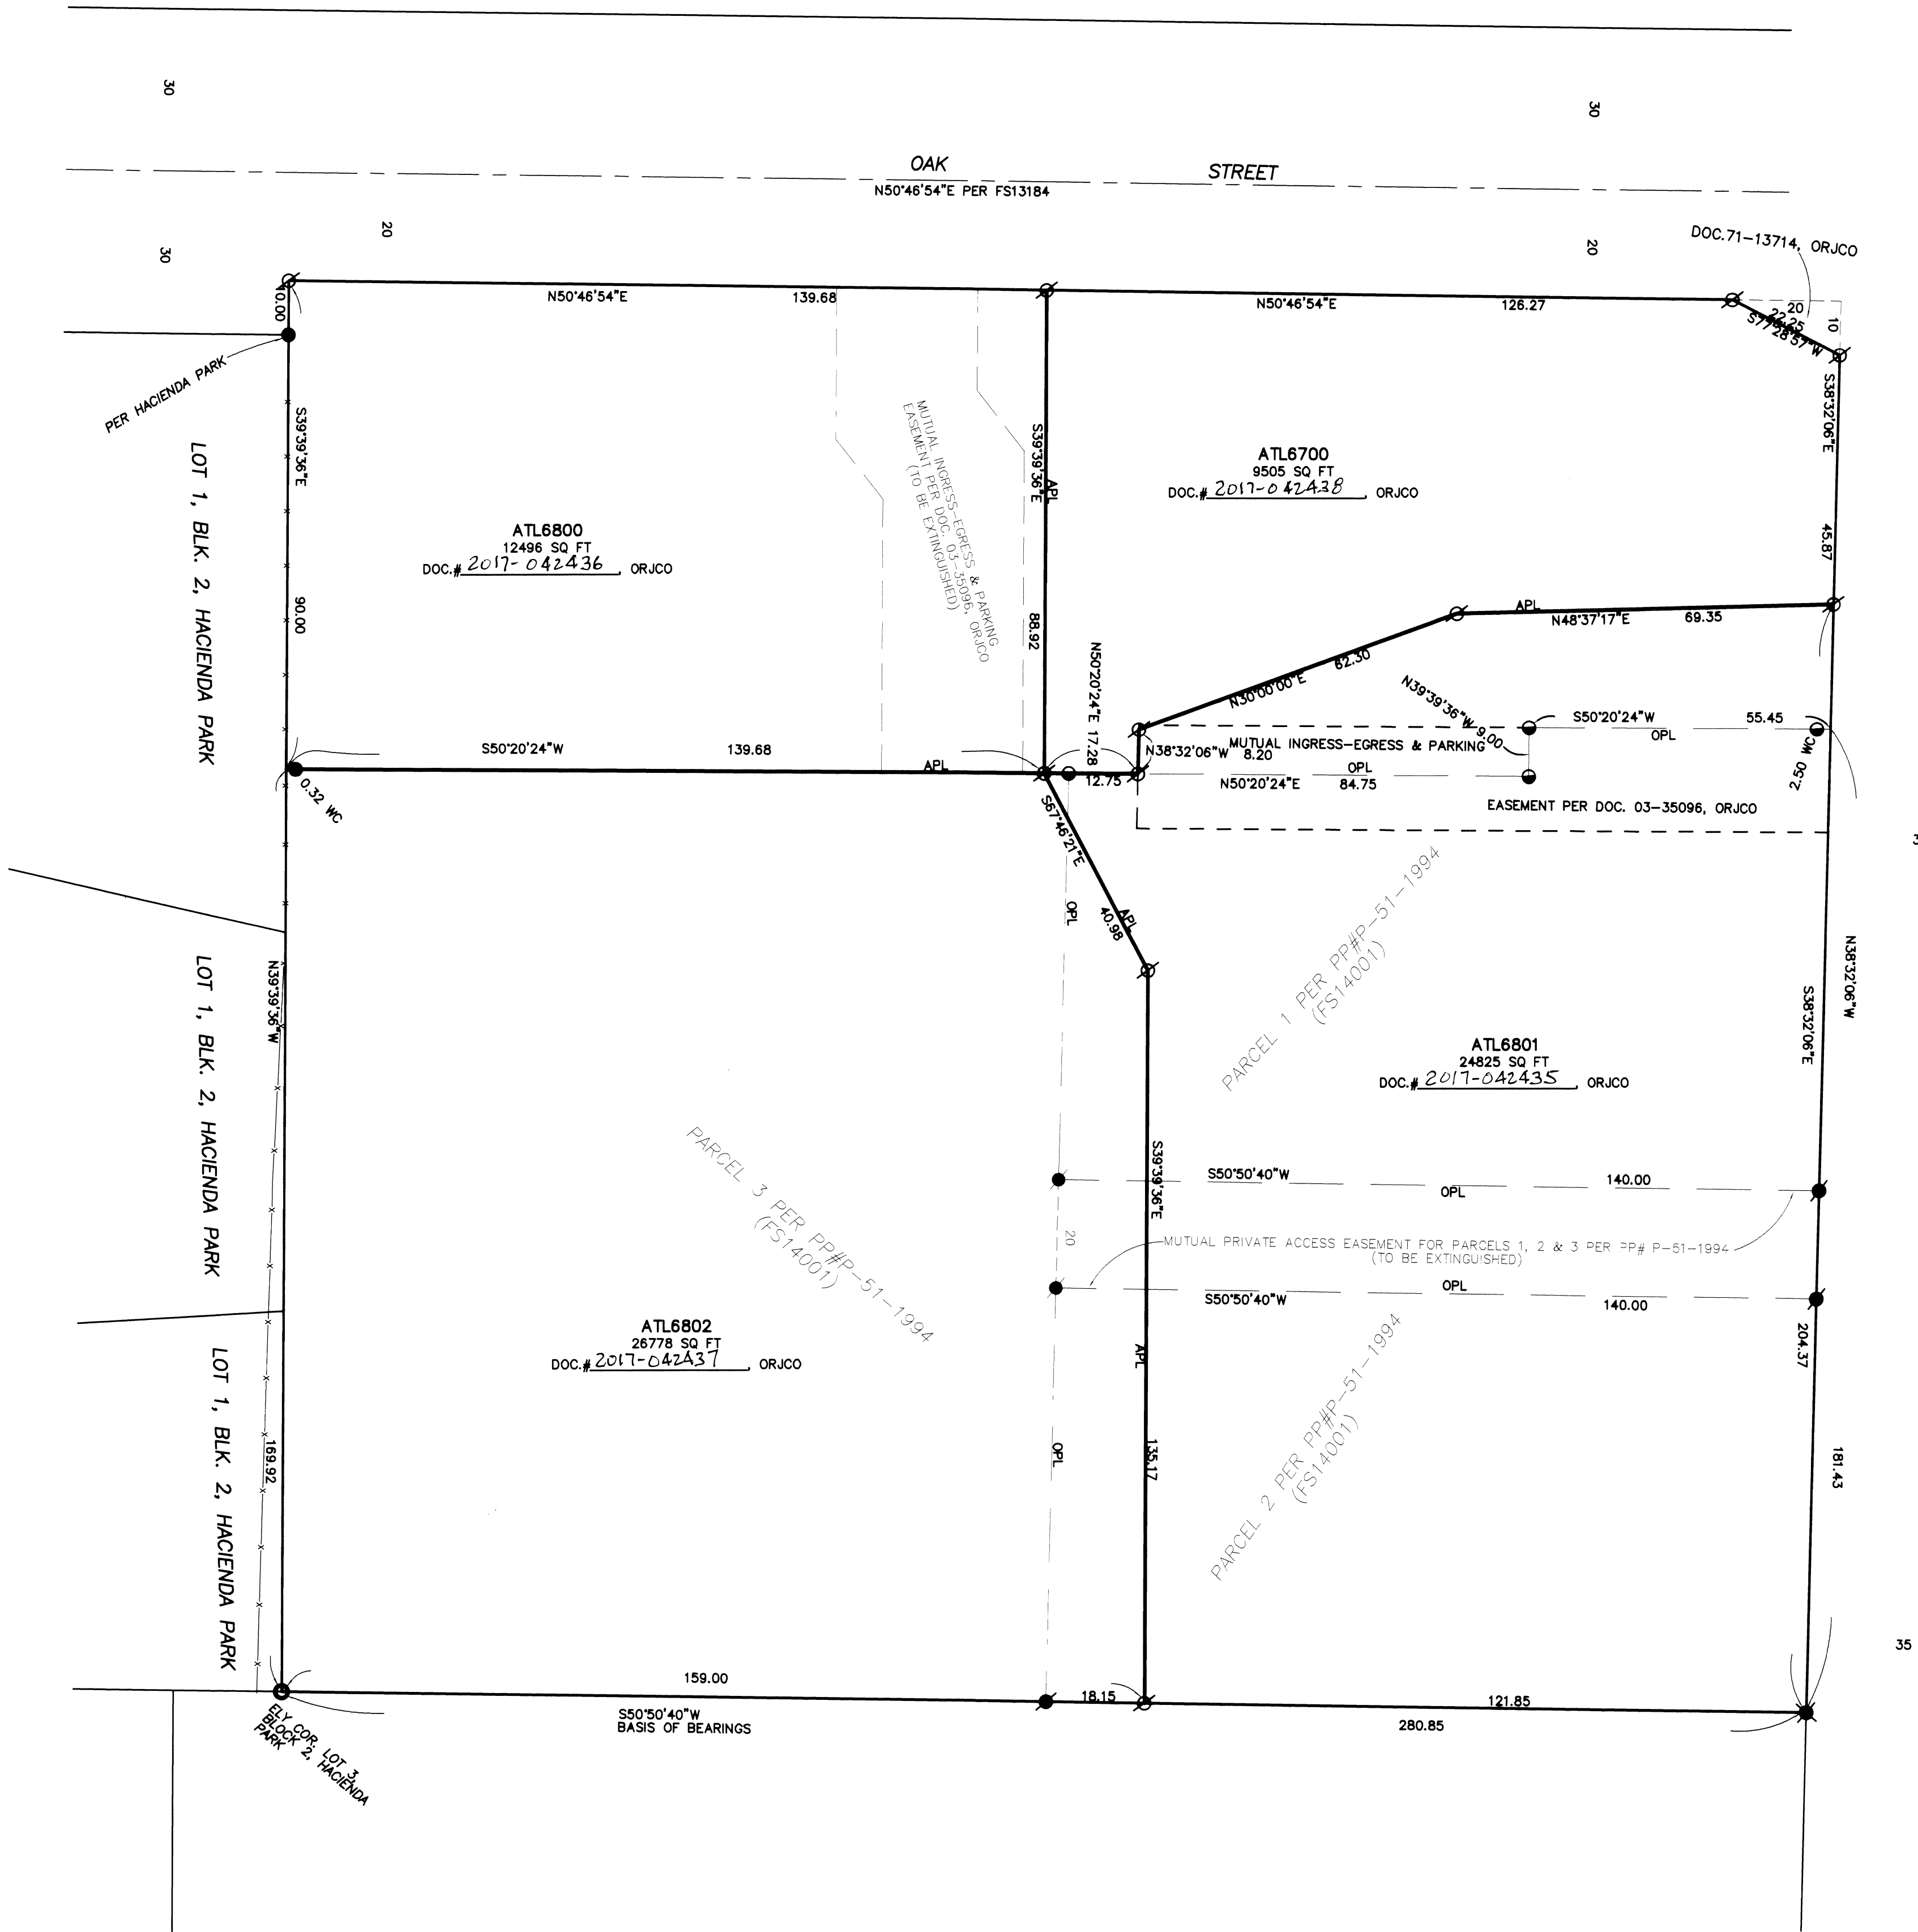 30
30
OAK STREET
N50°46'54"E PER FS13184
20
20
30
DOC.71-13714, ORJCO
10.00
N50°46'54"E 139.68
N50°46'54"E 126.27
20
10
22.25
S77°28'57"W
PER HACIENDA PARK
S39°39'36"E
90.00
LOT 1, BLK. 2, HACIENDA PARK
ATL6800
12496 SQ FT
DOC.# 2017-042436, ORJCO
MUTUAL INGRESS-EGRESS & PARKING
EASEMENT PER DOC. 03-35096, ORJCO
(TO BE EXTINGUISHED)
S39°39'36"E
APL
88.92
ATL6700
9505 SQ FT
DOC.# 2017-042438, ORJCO
S38°32'06"E
45.87
APL
N48°37'17"E 69.35
N30°00'00"E 62.30
N50°20'24"E 17.28
N39°39'36"W 9.00
S50°20'24"W 55.45
OPL
2.50 WC
S50°20'24"W 139.68
APL
0.32 WC
12.75
N38°32'06"W
8.20
MUTUAL INGRESS-EGRESS & PARKING
OPL
N50°20'24"E 84.75
EASEMENT PER DOC. 03-35096, ORJCO
S67°46'21"E
APL
40.98
OPL
PARCEL 1 PER PP#P-51-1994
(FS14001)
N38°32'06"W
S38°32'06"E
LOT 1, BLK. 2, HACIENDA PARK
N39°39'36"W
ATL6801
24825 SQ FT
DOC.# 2017-042435, ORJCO
PARCEL 3 PER PP#P-51-1994
(FS14001)
S39°39'36"E
S50°50'40"W 140.00
OPL
20
MUTUAL PRIVATE ACCESS EASEMENT FOR PARCELS 1, 2 & 3 PER PP# P-51-1994
(TO BE EXTINGUISHED)
OPL
S50°50'40"W 140.00
ATL6802
26778 SQ FT
DOC.# 2017-042437, ORJCO
LOT 1, BLK. 2, HACIENDA PARK
169.92
OPL
APL
135.17
PARCEL 2 PER PP#P-51-1994
(FS14001)
204.37
181.43
35
159.00
18.15
121.85
S50°50'40"W
BASIS OF BEARINGS
280.85
ELY COR. LOT 3,
BLOCK 2, HACIENDA
PARK